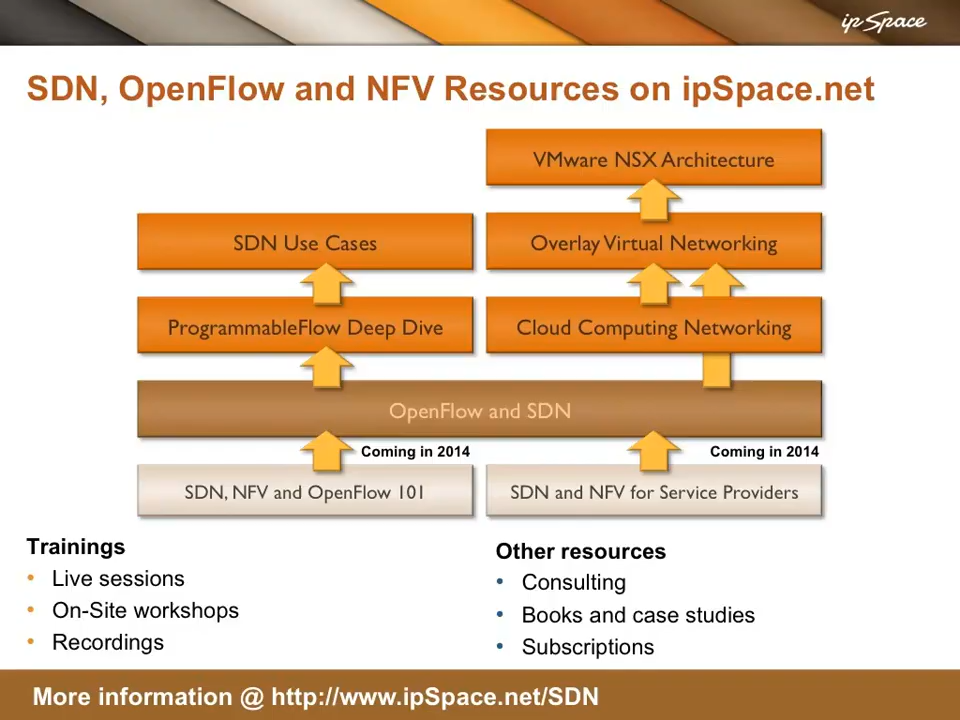 ip Space
SDN, OpenFlow and NFV Resources on ipSpace.net
VMware NSX Architecture
SDN Use Cases
Overlay Virtual Networking
ProgrammableFlow Deep Dive
Cloud Computing Networking
OpenFlow and SDN
Coming in 2014
Coming in 2014
SDN, NFV and OpenFlow 101
SDN and NFV for Service Providers
Trainings
• Live sessions
• On-Site workshops
• Recordings
Other resources
• Consulting
• Books and case studies
• Subscriptions
More information @ http://www.ipSpace.net/SDN